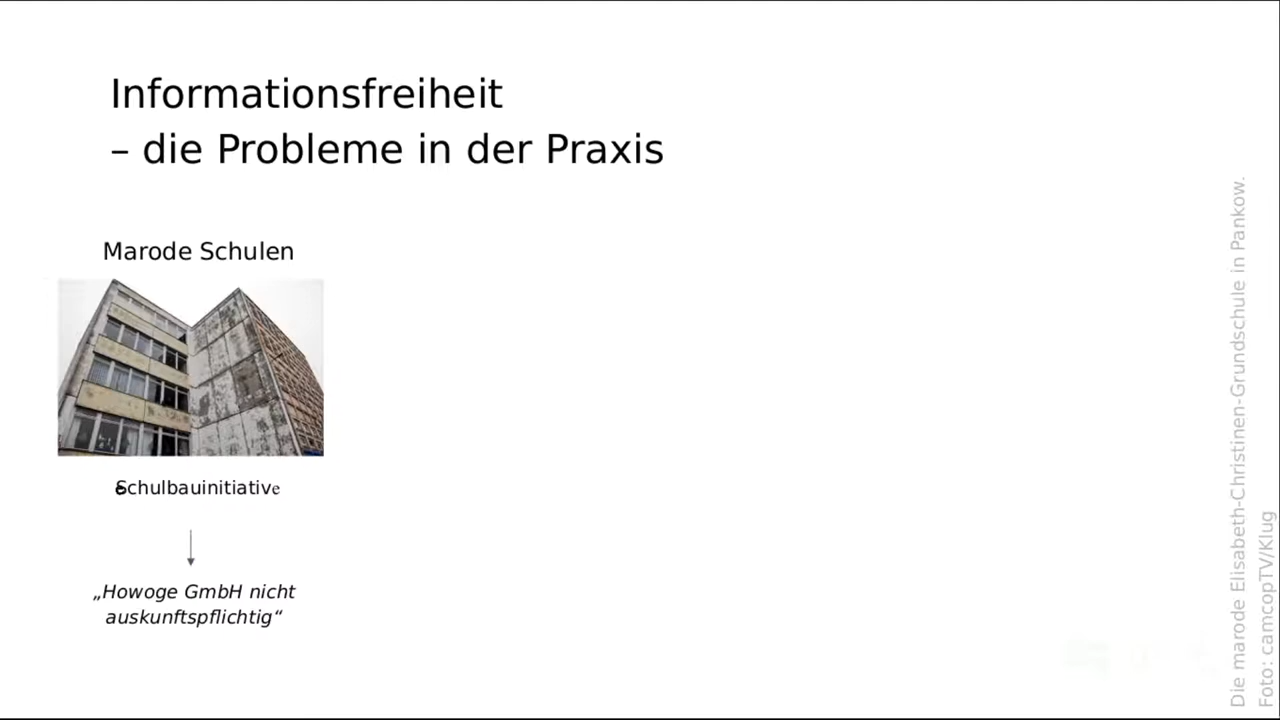 Informationsfreiheit
– die Probleme in der Praxis
Marode Schulen
Schulbauinitiative
„Howoge GmbH nicht
auskunftspflichtig“
Die marode Elisabeth-Christinen-Grundschule in Pankow.
Foto: camcopTV/Klug